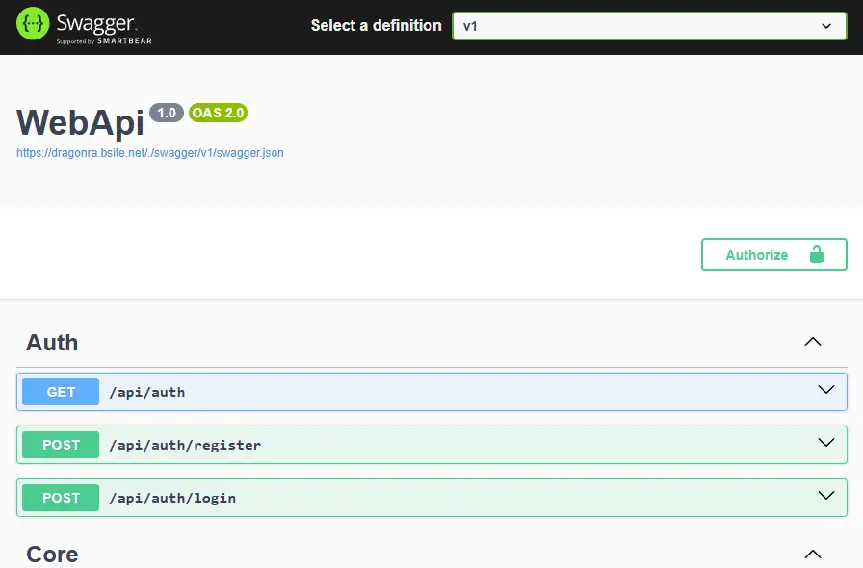 Swagger.
Supported by SMARTBEAR
Select a definition
v1
WebApi 1.0 OAS 2.0
https://dragonra.bsite.net/./swagger/v1/swagger.json
Authorize
Auth
GET /api/auth
POST /api/auth/register
POST /api/auth/login
Core